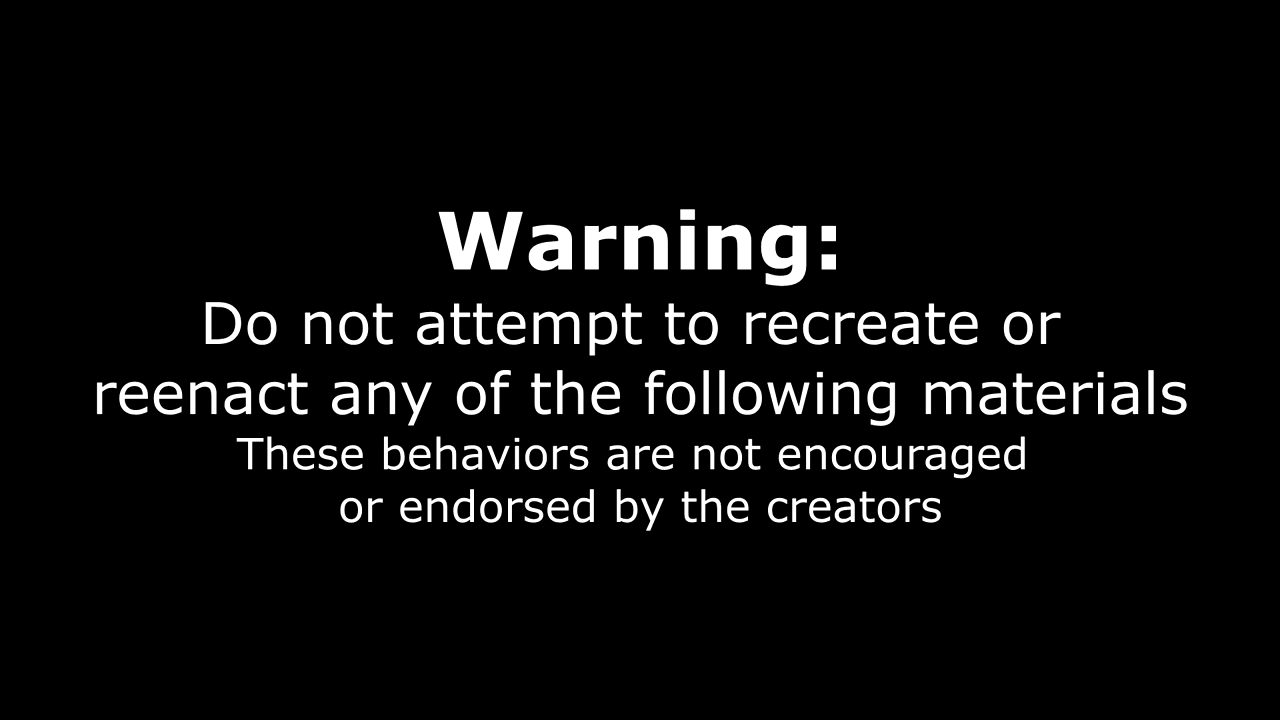 Warning:
Do not attempt to recreate or
reenact any of the following materials
These behaviors are not encouraged
or endorsed by the creators